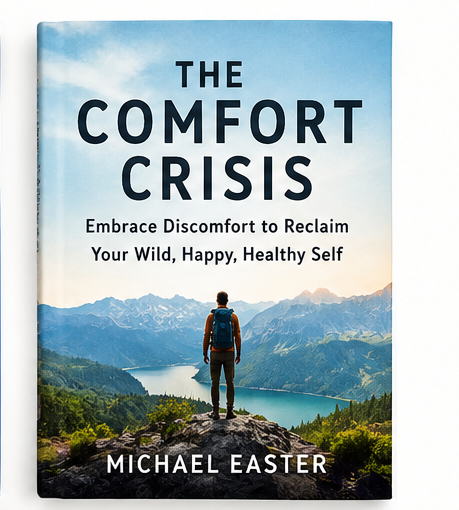 THE
COMFORT
CRISIS
Embrace Discomfort to Reclaim
Your Wild, Happy, Healthy Self
MICHAEL EASTER